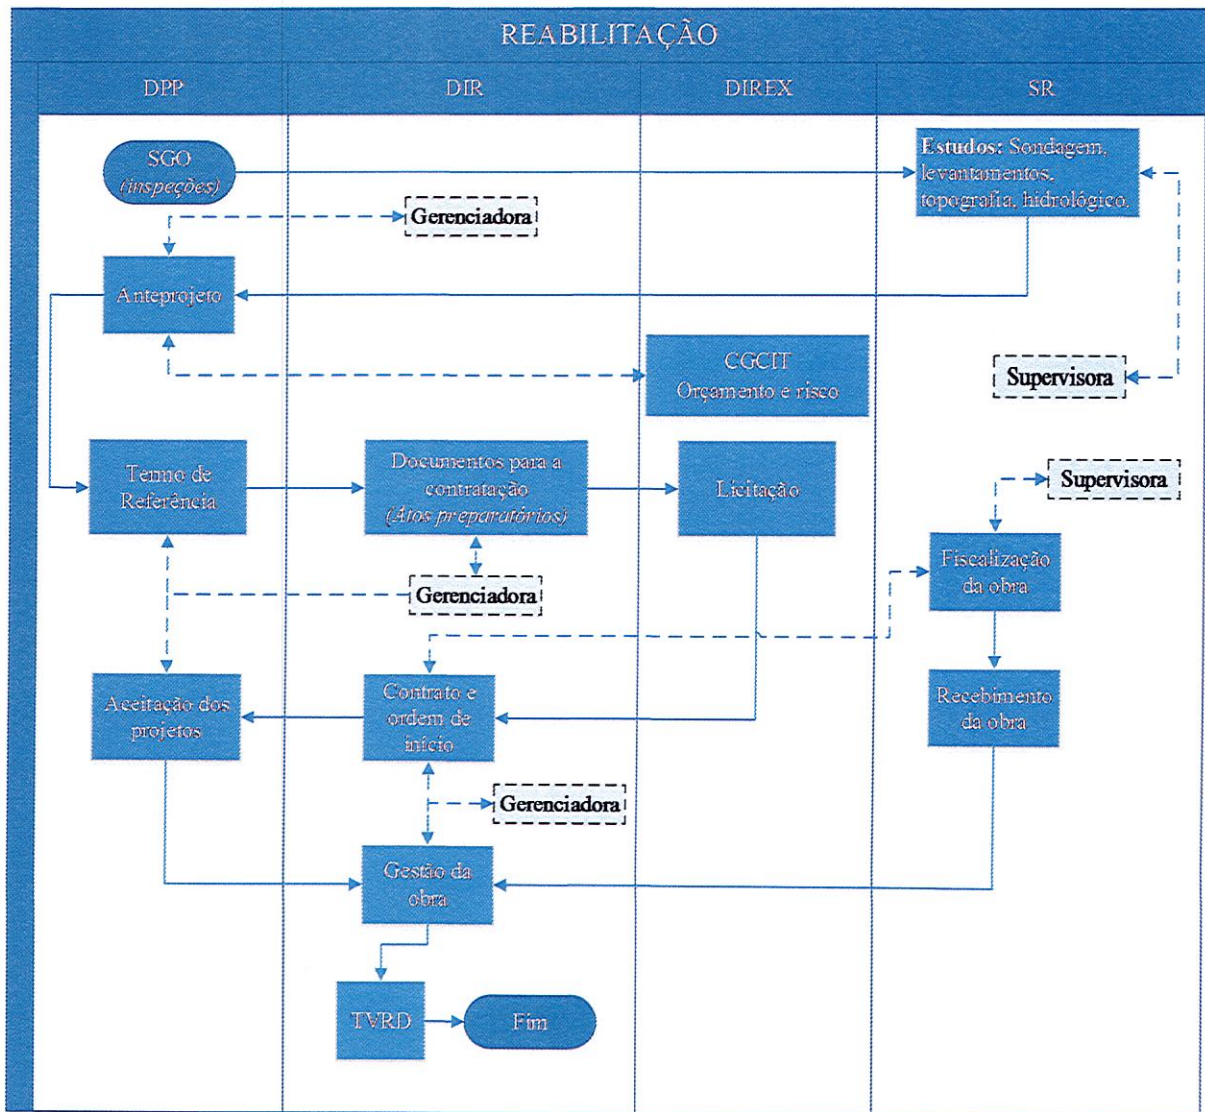 REABILITAÇÃO
DPP
DIR
DIREX
SR
SGO
(inspeções)
Estudos: Sondagem,
levantamentos,
topografia, hidrológico.
Gerenciadora
Anteprojeto
CGCIT
Orçamento e risco
Supervisora
Termo de
Referência
Documentos para a
contratação
(Atos preparatórios)
Licitação
Supervisora
Fiscalização
da obra
Gerenciadora
Aceitação dos
projetos
Contrato e
ordem de
início
Recebimento
da obra
Gerenciadora
Gestão da
obra
TVRD
Fim